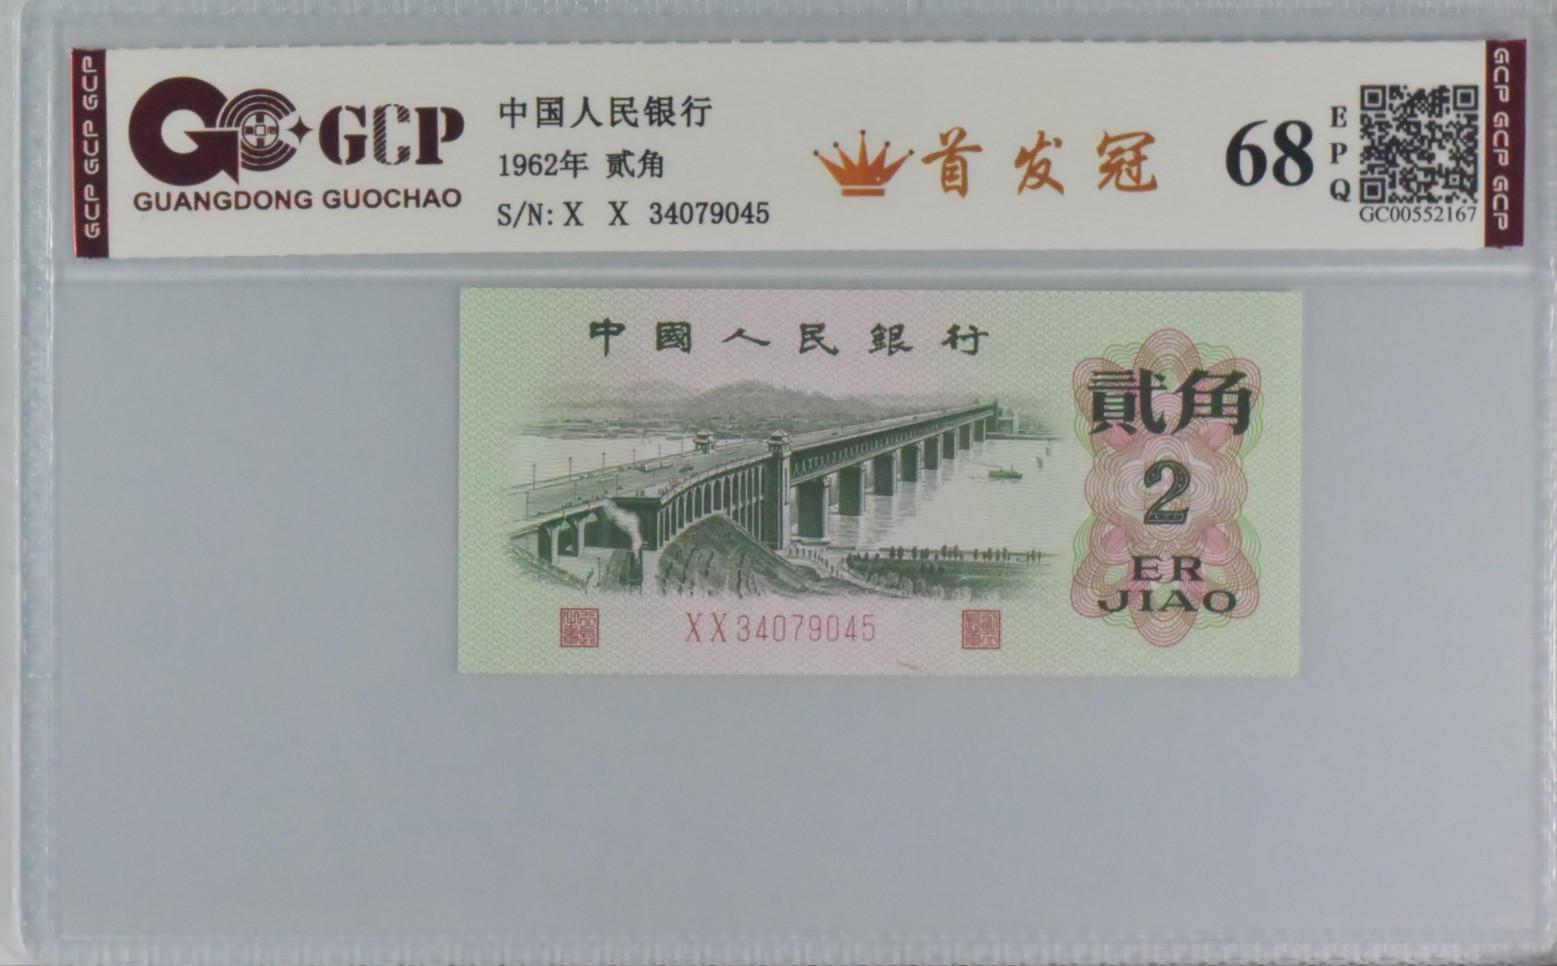 GCP GCP GCP
GCP
GUANGDONG GUOCHAO
中国人民银行
1962年 贰角
S/N: X X 34079045
首发冠
68
E
P
Q
GC00552167
GCP GCP GCP
中國人民銀行
貳角
2
ER
JIAO
XX34079045